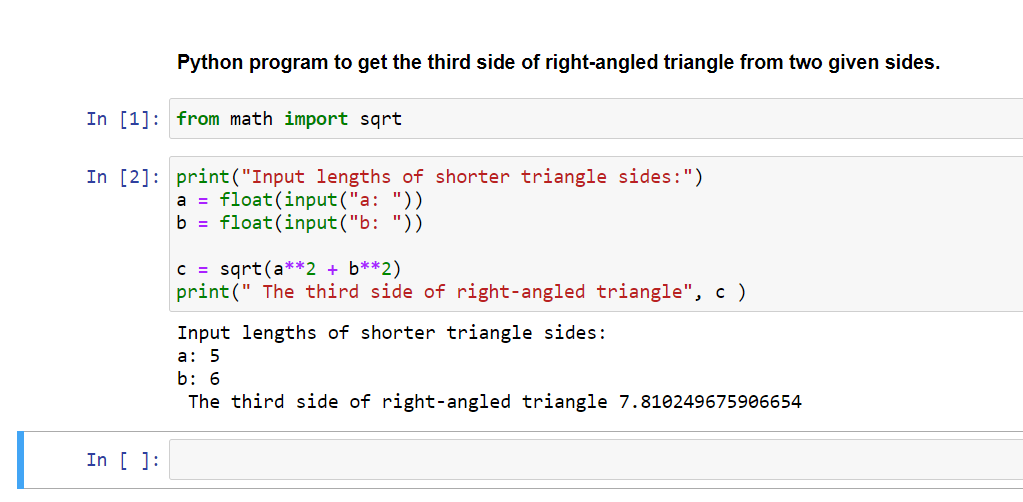 Python program to get the third side of right-angled triangle from two given sides.
In [1]: from math import sqrt
In [2]: print("Input lengths of shorter triangle sides:")
a = float(input("a: "))
b = float(input("b: "))
c = sqrt(a**2 + b**2)
print(" The third side of right-angled triangle", c )
Input lengths of shorter triangle sides:
a: 5
b: 6
 The third side of right-angled triangle 7.810249675906654
In [ ]: